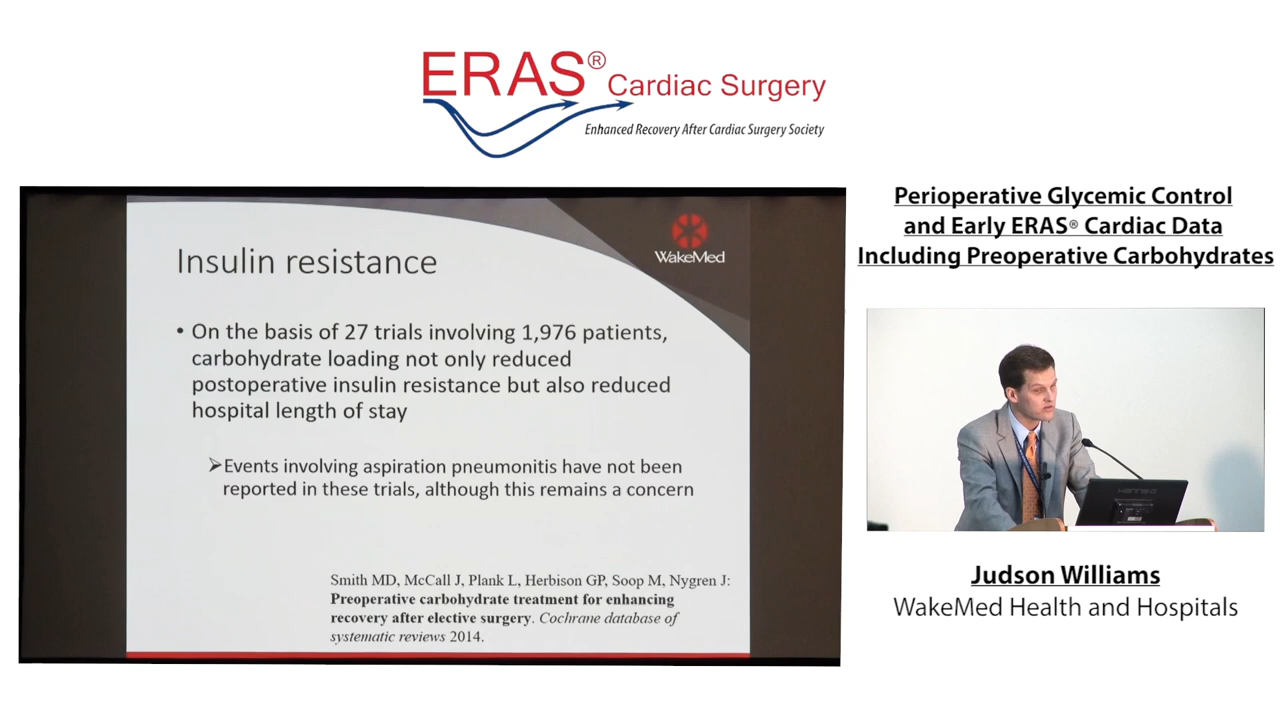 ERAS®
Cardiac Surgery
Enhanced Recovery After Cardiac Surgery Society
Perioperative Glycemic Control
and Early ERAS® Cardiac Data
Including Preoperative Carbohydrates
WakeMed
Insulin resistance
• On the basis of 27 trials involving 1,976 patients,
carbohydrate loading not only reduced
postoperative insulin resistance but also reduced
hospital length of stay
➢Events involving aspiration pneumonitis have not been
reported in these trials, although this remains a concern
Smith MD, McCall J, Plank L, Herbison GP, Soop M, Nygren J:
Preoperative carbohydrate treatment for enhancing
recovery after elective surgery. Cochrane database of
systematic reviews 2014.
Judson Williams
WakeMed Health and Hospitals